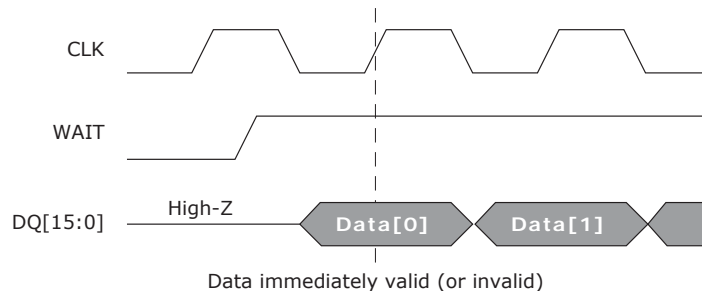 CLK
WAIT
High-Z
DQ[15:0]
Data[0]
Data[1]
Data immediately valid (or invalid)